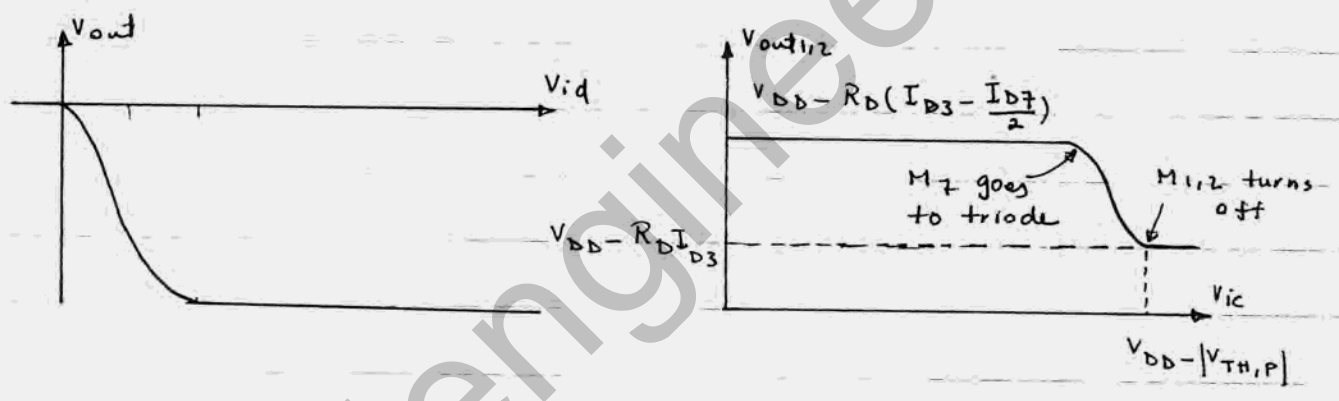 Vout
Vid
Vout1,2
VDD - RD(ID3 - ID7/2)
M7 goes
to triode
M1,2 turns
off
VDD - RDID3
Vic
VDD - |VTH,P|
enginee